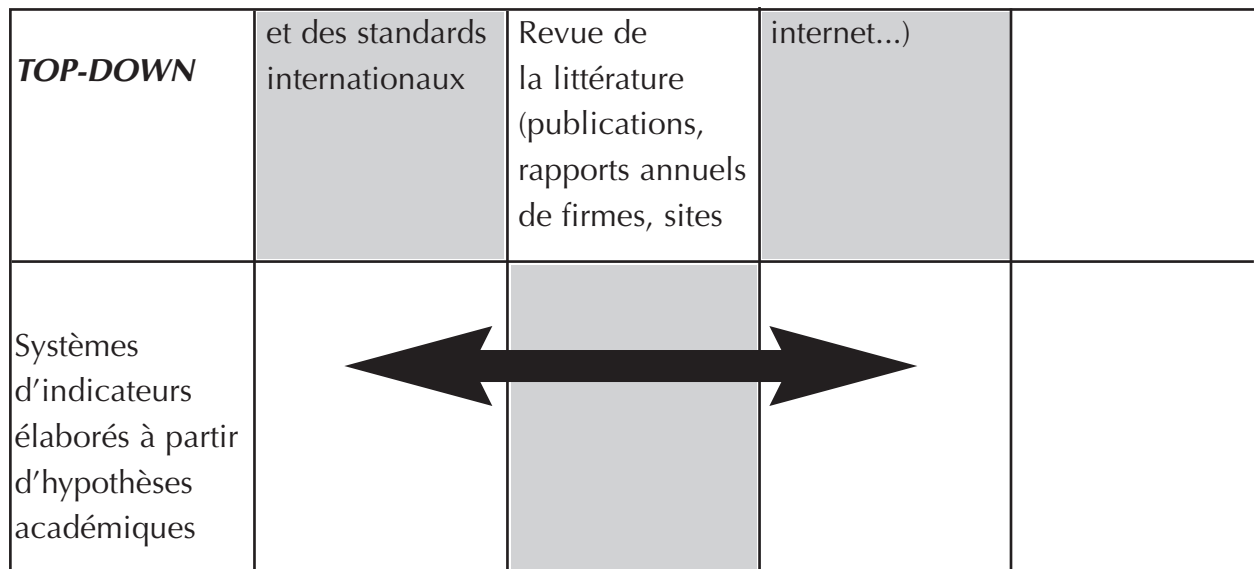 TOP-DOWN
et des standards
internationaux
Revue de
la littérature
(publications,
rapports annuels
de firmes, sites
internet...)
Systèmes
d’indicateurs
élaborés à partir
d’hypothèses
académiques